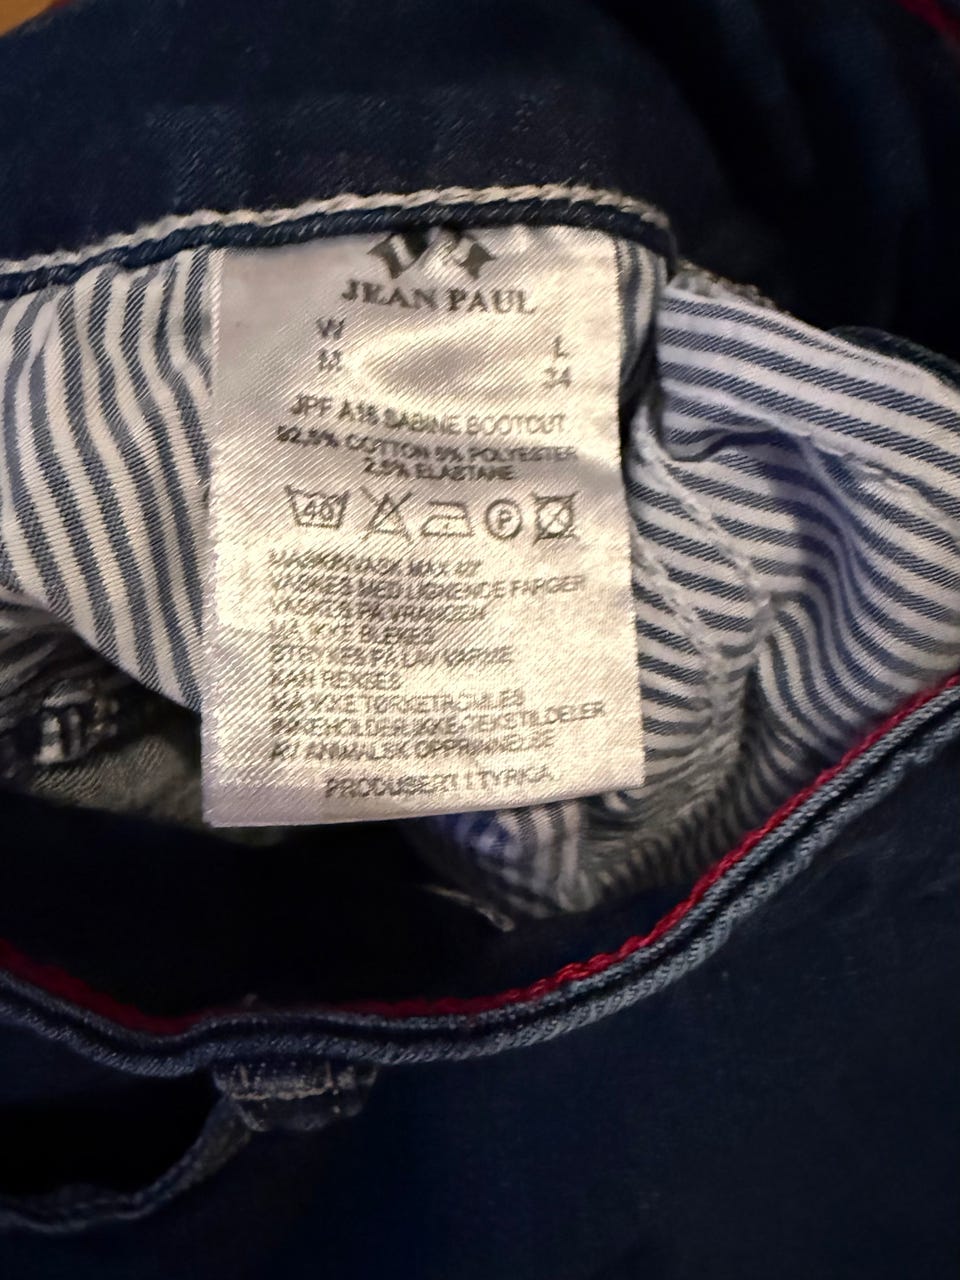 JEAN PAUL
W L
M 34
JPF A16 SABINE BOOTCUT
92.5% COTTON 5% POLYESTER
2.5% ELASTANE
40 P
MASKINVASK MAX 40°
VASKES MED LIGNENDE FARGER
VASKES PÅ VRANGEN
MÅ IKKE BLEKES
STRYKES PÅ LAV VARME
KAN RENSES
MÅ IKKE TØRKETROMLES
INNEHOLDER IKKE-TEKSTILDELER
AV ANIMALSK OPPRINNELSE
PRODUSERT I TYRKIA